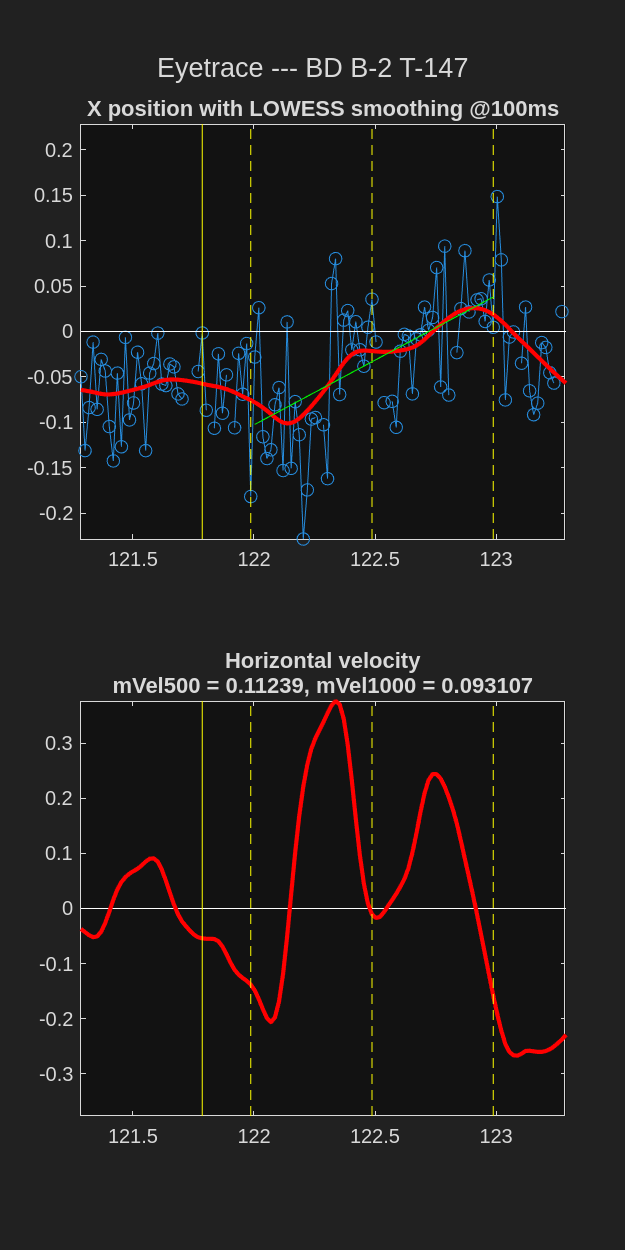 Eyetrace --- BD B-2 T-147
X position with LOWESS smoothing @100ms
0.2
0.15
0.1
0.05
0
-0.05
-0.1
-0.15
-0.2
121.5 122 122.5 123
Horizontal velocity
mVel500 = 0.11239, mVel1000 = 0.093107
0.3
0.2
0.1
0
-0.1
-0.2
-0.3
121.5 122 122.5 123